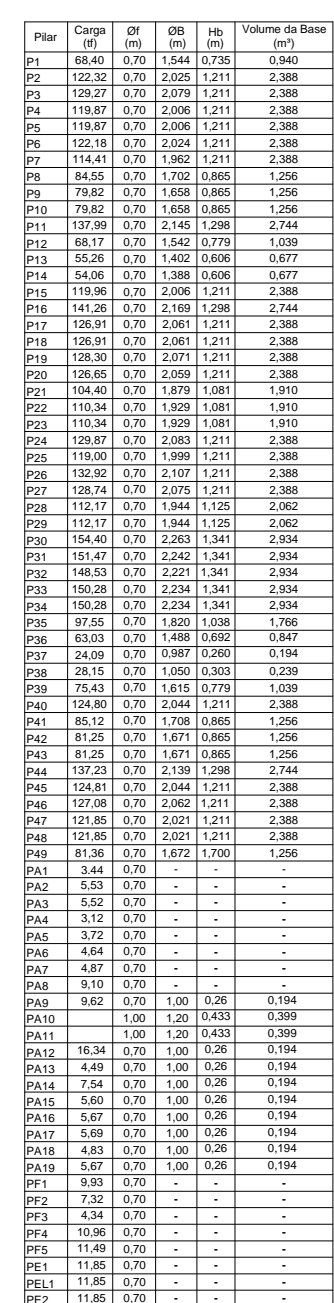 Pilar Carga (tf) Øf (m) ØB (m) Hb (m) Volume da Base (m³)
P1 68,40 0,70 1,544 0,735 0,940
P2 122,32 0,70 2,025 1,211 2,388
P3 129,27 0,70 2,079 1,211 2,388
P4 119,87 0,70 2,006 1,211 2,388
P5 119,87 0,70 2,006 1,211 2,388
P6 122,18 0,70 2,024 1,211 2,388
P7 114,41 0,70 1,962 1,211 2,388
P8 84,55 0,70 1,702 0,865 1,256
P9 79,82 0,70 1,658 0,865 1,256
P10 79,82 0,70 1,658 0,865 1,256
P11 137,99 0,70 2,145 1,298 2,744
P12 68,17 0,70 1,542 0,779 1,039
P13 55,26 0,70 1,402 0,606 0,677
P14 54,06 0,70 1,388 0,606 0,677
P15 119,96 0,70 2,006 1,211 2,388
P16 141,26 0,70 2,169 1,298 2,744
P17 126,91 0,70 2,061 1,211 2,388
P18 126,91 0,70 2,061 1,211 2,388
P19 128,30 0,70 2,071 1,211 2,388
P20 126,65 0,70 2,059 1,211 2,388
P21 104,40 0,70 1,879 1,081 1,910
P22 110,34 0,70 1,929 1,081 1,910
P23 110,34 0,70 1,929 1,081 1,910
P24 129,87 0,70 2,083 1,211 2,388
P25 119,00 0,70 1,999 1,211 2,388
P26 132,92 0,70 2,107 1,211 2,388
P27 128,74 0,70 2,075 1,211 2,388
P28 112,17 0,70 1,944 1,125 2,062
P29 112,17 0,70 1,944 1,125 2,062
P30 154,40 0,70 2,263 1,341 2,934
P31 151,47 0,70 2,242 1,341 2,934
P32 148,53 0,70 2,221 1,341 2,934
P33 150,28 0,70 2,234 1,341 2,934
P34 150,28 0,70 2,234 1,341 2,934
P35 97,55 0,70 1,820 1,038 1,766
P36 63,03 0,70 1,488 0,692 0,847
P37 24,09 0,70 0,987 0,260 0,194
P38 28,15 0,70 1,050 0,303 0,239
P39 75,43 0,70 1,615 0,779 1,039
P40 124,80 0,70 2,044 1,211 2,388
P41 85,12 0,70 1,708 0,865 1,256
P42 81,25 0,70 1,671 0,865 1,256
P43 81,25 0,70 1,671 0,865 1,256
P44 137,23 0,70 2,139 1,298 2,744
P45 124,81 0,70 2,044 1,211 2,388
P46 127,08 0,70 2,062 1,211 2,388
P47 121,85 0,70 2,021 1,211 2,388
P48 121,85 0,70 2,021 1,211 2,388
P49 81,36 0,70 1,672 1,700 1,256
PA1 3.44 0,70 - - -
PA2 5,53 0,70 - - -
PA3 5,52 0,70 - - -
PA4 3,12 0,70 - - -
PA5 3,72 0,70 - - -
PA6 4,64 0,70 - - -
PA7 4,87 0,70 - - -
PA8 9,10 0,70 - - -
PA9 9,62 0,70 1,00 0,26 0,194
PA10 1,00 1,20 0,433 0,399
PA11 1,00 1,20 0,433 0,399
PA12 16,34 0,70 1,00 0,26 0,194
PA13 4,49 0,70 1,00 0,26 0,194
PA14 7,54 0,70 1,00 0,26 0,194
PA15 5,60 0,70 1,00 0,26 0,194
PA16 5,67 0,70 1,00 0,26 0,194
PA17 5,69 0,70 1,00 0,26 0,194
PA18 4,83 0,70 1,00 0,26 0,194
PA19 5,67 0,70 1,00 0,26 0,194
PF1 9,93 0,70 - - -
PF2 7,32 0,70 - - -
PF3 4,34 0,70 - - -
PF4 10,96 0,70 - - -
PF5 11,49 0,70 - - -
PE1 11,85 0,70 - - -
PEL1 11,85 0,70 - - -
PE2 11,85 0,70 - - -